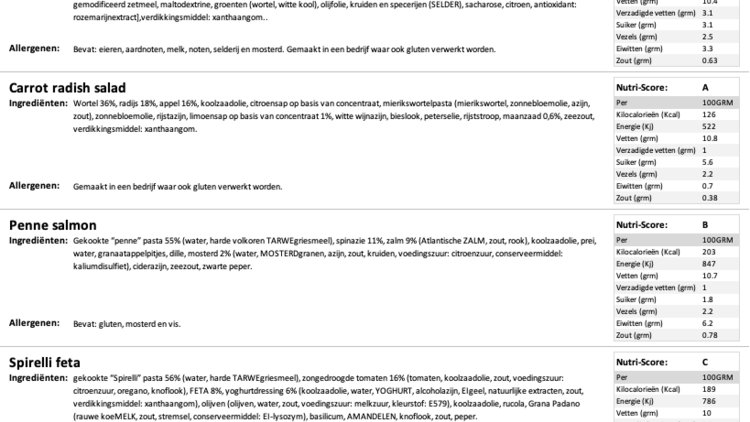 gemodificeerd zetmeel, maltodextrine, groenten (wortel, witte kool), olijfolie, kruiden en specerijen (SELDER), sacharose, citroen, antioxidant:
rozemarijnextract],verdikkingsmiddel: xanthaangom..
Allergenen: Bevat: eieren, aardnoten, melk, noten, selderij en mosterd. Gemaakt in een bedrijf waar ook gluten verwerkt worden.
Vetten (grm) 10.4
Verzadigde vetten (grm) 3.1
Suiker (grm) 3.1
Vezels (grm) 2.5
Eiwitten (grm) 3.3
Zout (grm) 0.63
Carrot radish salad
Ingrediënten: Wortel 36%, radijs 18%, appel 16%, koolzaadolie, citroensap op basis van concentraat, mierikswortelpasta (mierikswortel, zonnebloemolie, azijn,
zout), zonnebloemolie, rijstazijn, limoensap op basis van concentraat 1%, witte wijnazijn, bieslook, peterselie, rijststroop, maanzaad 0,6%, zeezout,
verdikkingsmiddel: xanthaangom.
Allergenen: Gemaakt in een bedrijf waar ook gluten verwerkt worden.
Nutri-Score: A
Per 100GRM
Kilocalorieën (Kcal) 126
Energie (Kj) 522
Vetten (grm) 10.8
Verzadigde vetten (grm) 1
Suiker (grm) 5.6
Vezels (grm) 2.2
Eiwitten (grm) 0.7
Zout (grm) 0.38
Penne salmon
Ingrediënten: Gekookte "penne" pasta 55% (water, harde volkoren TARWEgriesmeel), spinazie 11%, zalm 9% (Atlantische ZALM, zout, rook), koolzaadolie, prei,
water, granaatappelpitjes, dille, mosterd 2% (water, MOSTERDgranen, azijn, zout, kruiden, voedingszuur: citroenzuur, conserveermiddel:
kaliumdisulfiet), ciderazijn, zeezout, zwarte peper.
Allergenen: Bevat: gluten, mosterd en vis.
Nutri-Score: B
Per 100GRM
Kilocalorieën (Kcal) 203
Energie (Kj) 847
Vetten (grm) 10.7
Verzadigde vetten (grm) 1
Suiker (grm) 1.8
Vezels (grm) 2.2
Eiwitten (grm) 6.2
Zout (grm) 0.78
Spirelli feta
Ingrediënten: gekookte "Spirelli" pasta 56% (water, harde TARWEgriesmeel), zongedroogde tomaten 16% (tomaten, koolzaadolie, zout, voedingszuur:
citroenzuur, oregano, knoflook), FETA 8%, yoghurtdressing 6% (koolzaadolie, water, YOGHURT, alcoholazijn, EIgeel, natuurlijke extracten, zout,
verdikkingsmiddel: xanthaangom), olijven (olijven, water, zout, voedingszuur: melkzuur, kleurstof: E579), koolzaadolie, rucola, Grana Padano
(rauwe koeMELK, zout, stremsel, conserveermiddel: EI-lysozym), basilicum, AMANDELEN, knoflook, zout, peper.
Nutri-Score: C
Per 100GRM
Kilocalorieën (Kcal) 189
Energie (Kj) 786
Vetten (grm) 10